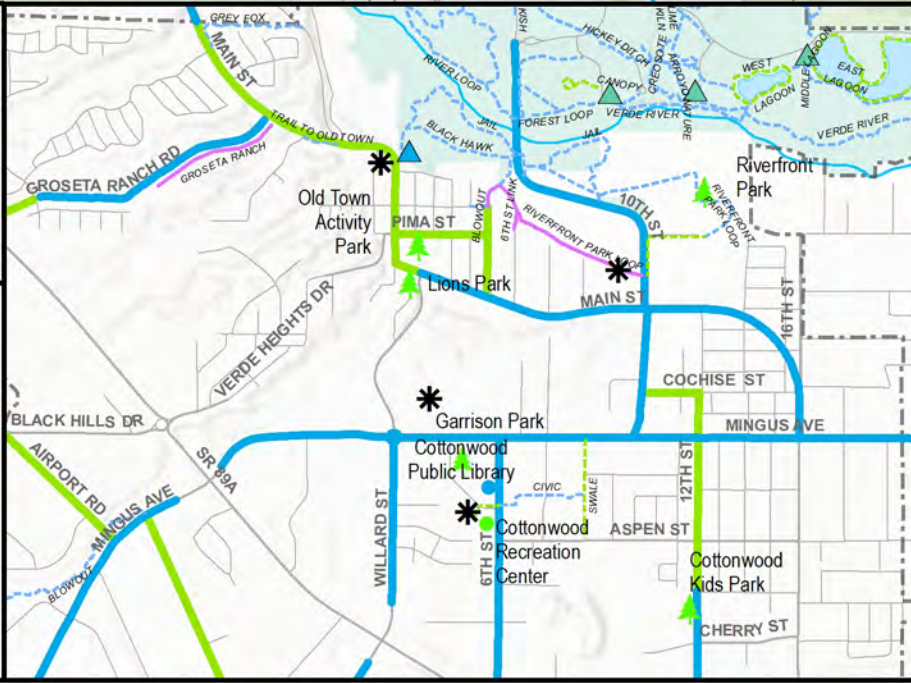 GREY FOX
MAIN ST
TRAIL TO OLDTOWN
GROSETA RANCH RD
GROSETA RANCH
RIVER LOOP
KISH
HICKEY DITCH
CREOSOTE
KILN
ARROYO
NATURE
CANOPY
WEST
LAGOON
MIDDLE LAGOON
EAST
LAGOON
JAIL
FOREST LOOP
VERDE RIVER
JAIL
VERDE RIVER
BLACK HAWK
Riverfront
Park
RIVERFRONT
PARK LOOP
Old Town
Activity
Park
PIMA ST
BLOWOUT
6TH ST LINK
RIVERFRONT PARK LOOP
10TH ST
Lions Park
MAIN ST
16TH ST
VERDE HEIGHTS DR
COCHISE ST
BLACK HILLS DR
Garrison Park
MINGUS AVE
Cottonwood
Public Library
AIRPORT RD
SR 89A
MINGUS AVE
BLOWOUT
WILLARD ST
CIVIC
SWALE
12TH ST
ASPEN ST
6TH ST
Cottonwood
Recreation
Center
Cottonwood
Kids Park
CHERRY ST